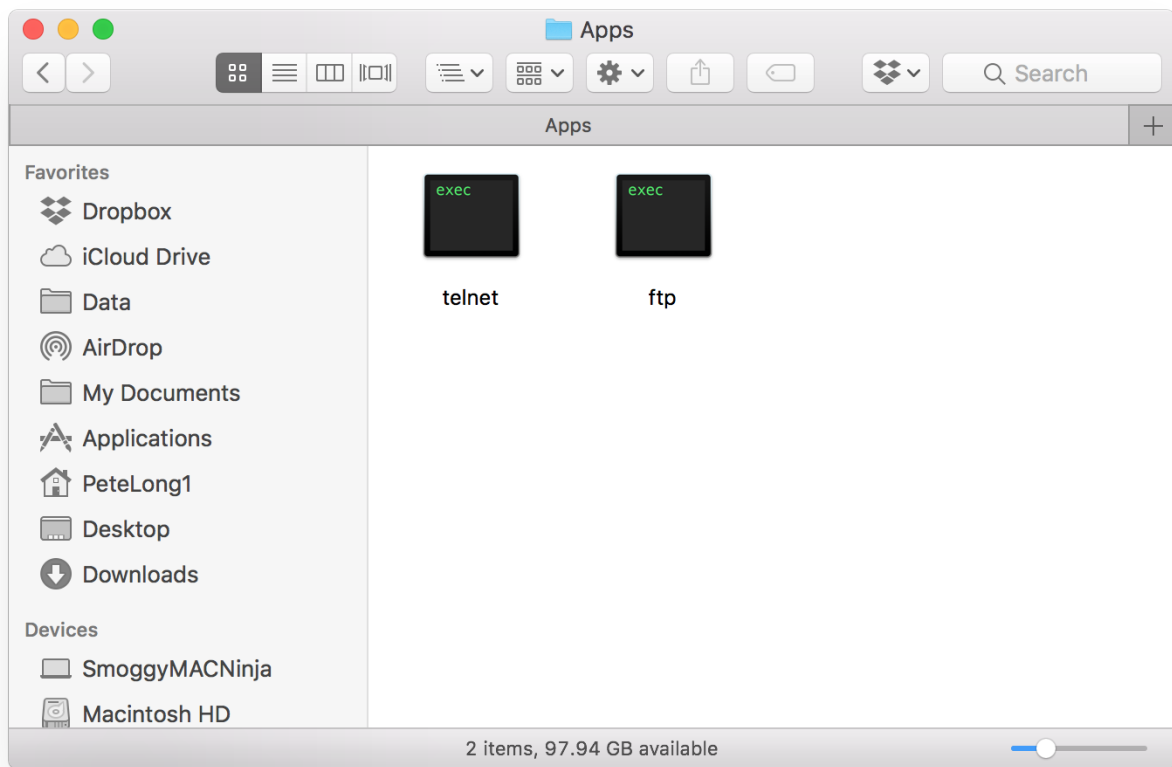 Apps
Search
Apps
Favorites
Dropbox
iCloud Drive
Data
AirDrop
My Documents
Applications
PeteLong1
Desktop
Downloads
Devices
SmoggyMACNinja
Macintosh HD
exec
exec
telnet
ftp
2 items, 97.94 GB available